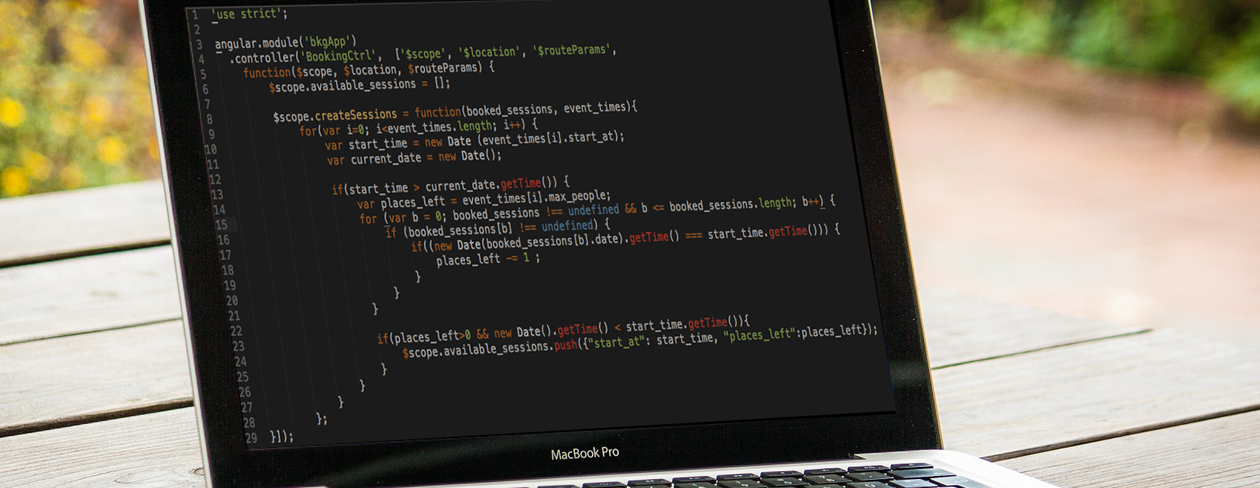 1 'use strict';
2
3 angular.module('bkgApp')
4 .controller('BookingCtrl', ['$scope', '$location', '$routeParams',
5 function($scope, $location, $routeParams) {
6 $scope.available_sessions = [];
7
8 $scope.createSessions = function(booked_sessions, event_times){
9 for(var i=0; i<event_times.length; i++) {
10 var start_time = new Date (event_times[i].start_at);
11 var current_date = new Date();
12
13 if(start_time > current_date.getTime()) {
14 var places_left = event_times[i].max_people;
15 for (var b = 0; booked_sessions !== undefined && b <= booked_sessions.length; b++) {
16 if (booked_sessions[b] !== undefined) {
17 if((new Date(booked_sessions[b].date).getTime() === start_time.getTime())) {
18 places_left -= 1 ;
19 }
20 }
21 }
22
23 if(places_left>0 && new Date().getTime() < start_time.getTime()){
24 $scope.available_sessions.push({"start_at": start_time, "places_left":places_left});
25 }
26 }
27 }
28 };
29 }]);
MacBook Pro